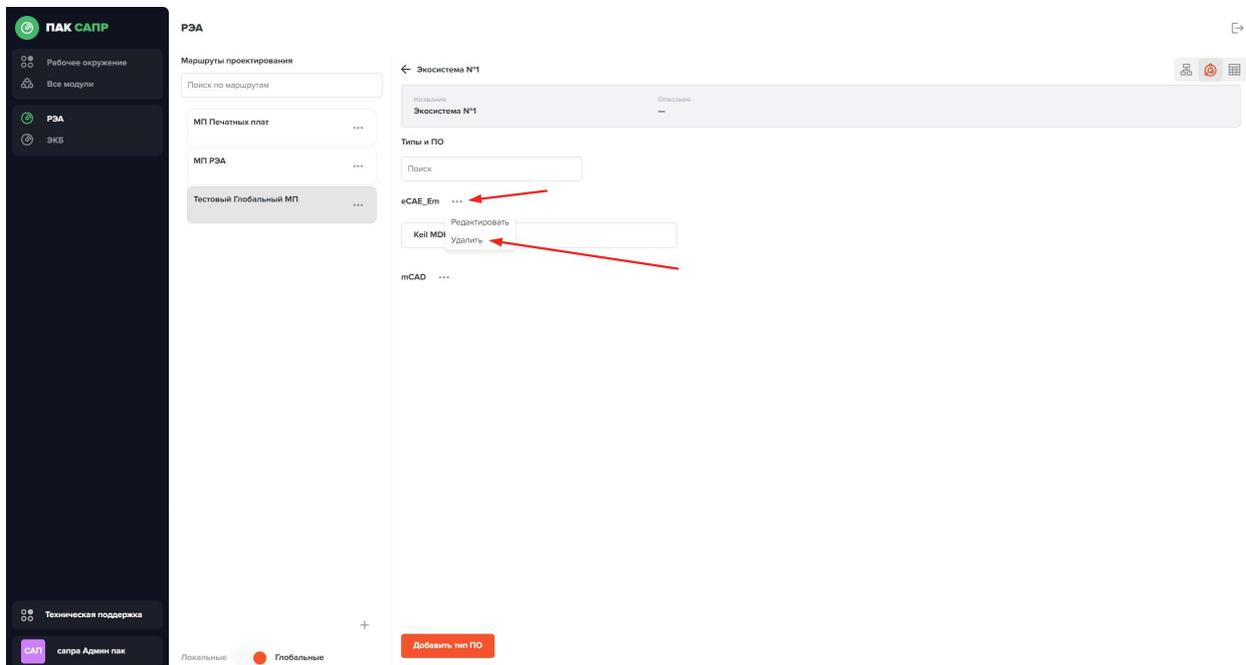 ПАК САПР
Рабочее окружение
Все модули
РЭА
ЭКБ
Техническая поддержка
САП
сапра Админ пак
РЭА
Маршруты проектирования
Поиск по маршрутам
МП Печатных плат
МП РЭА
Тестовый Глобальный МП
Локальные
Глобальные
Экосистема №1
Название
Описание
Экосистема №1
—
Типы и ПО
Поиск
eCAE_Em
Редактировать
Удалить
Keil
mCAD
Добавить тип ПО